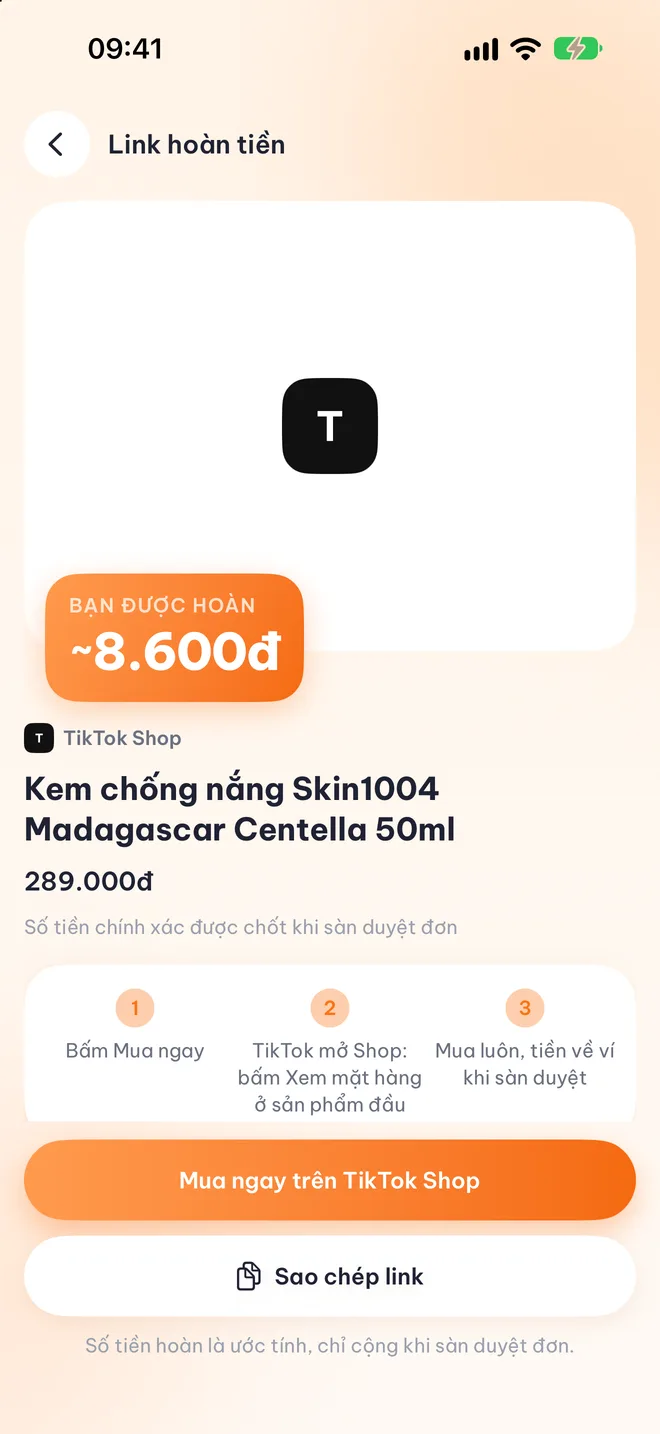 09:41
Link hoàn tiền
T
BẠN ĐƯỢC HOÀN
~8.600đ
T
TikTok Shop
Kem chống nắng Skin1004
Madagascar Centella 50ml
289.000đ
Số tiền chính xác được chốt khi sàn duyệt đơn
1
Bấm Mua ngay
2
TikTok mở Shop:
bấm Xem mặt hàng
ở sản phẩm đầu
3
Mua luôn, tiền về ví
khi sàn duyệt
Mua ngay trên TikTok Shop
Sao chép link
Số tiền hoàn là ước tính, chỉ cộng khi sàn duyệt đơn.